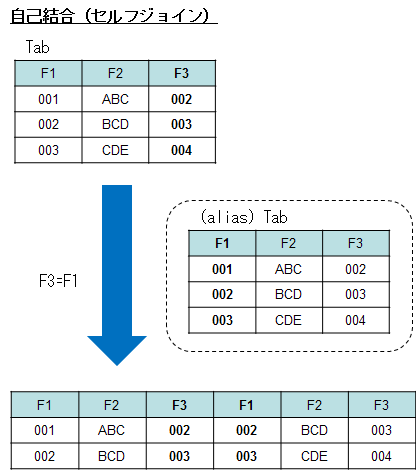 自己結合（セルフジョイン）
Tab
F1 F2 F3
001 ABC 002
002 BCD 003
003 CDE 004
(alias) Tab
F1 F2 F3
001 ABC 002
002 BCD 003
003 CDE 004
F3=F1
F1 F2 F3 F1 F2 F3
001 ABC 002 002 BCD 003
002 BCD 003 003 CDE 004